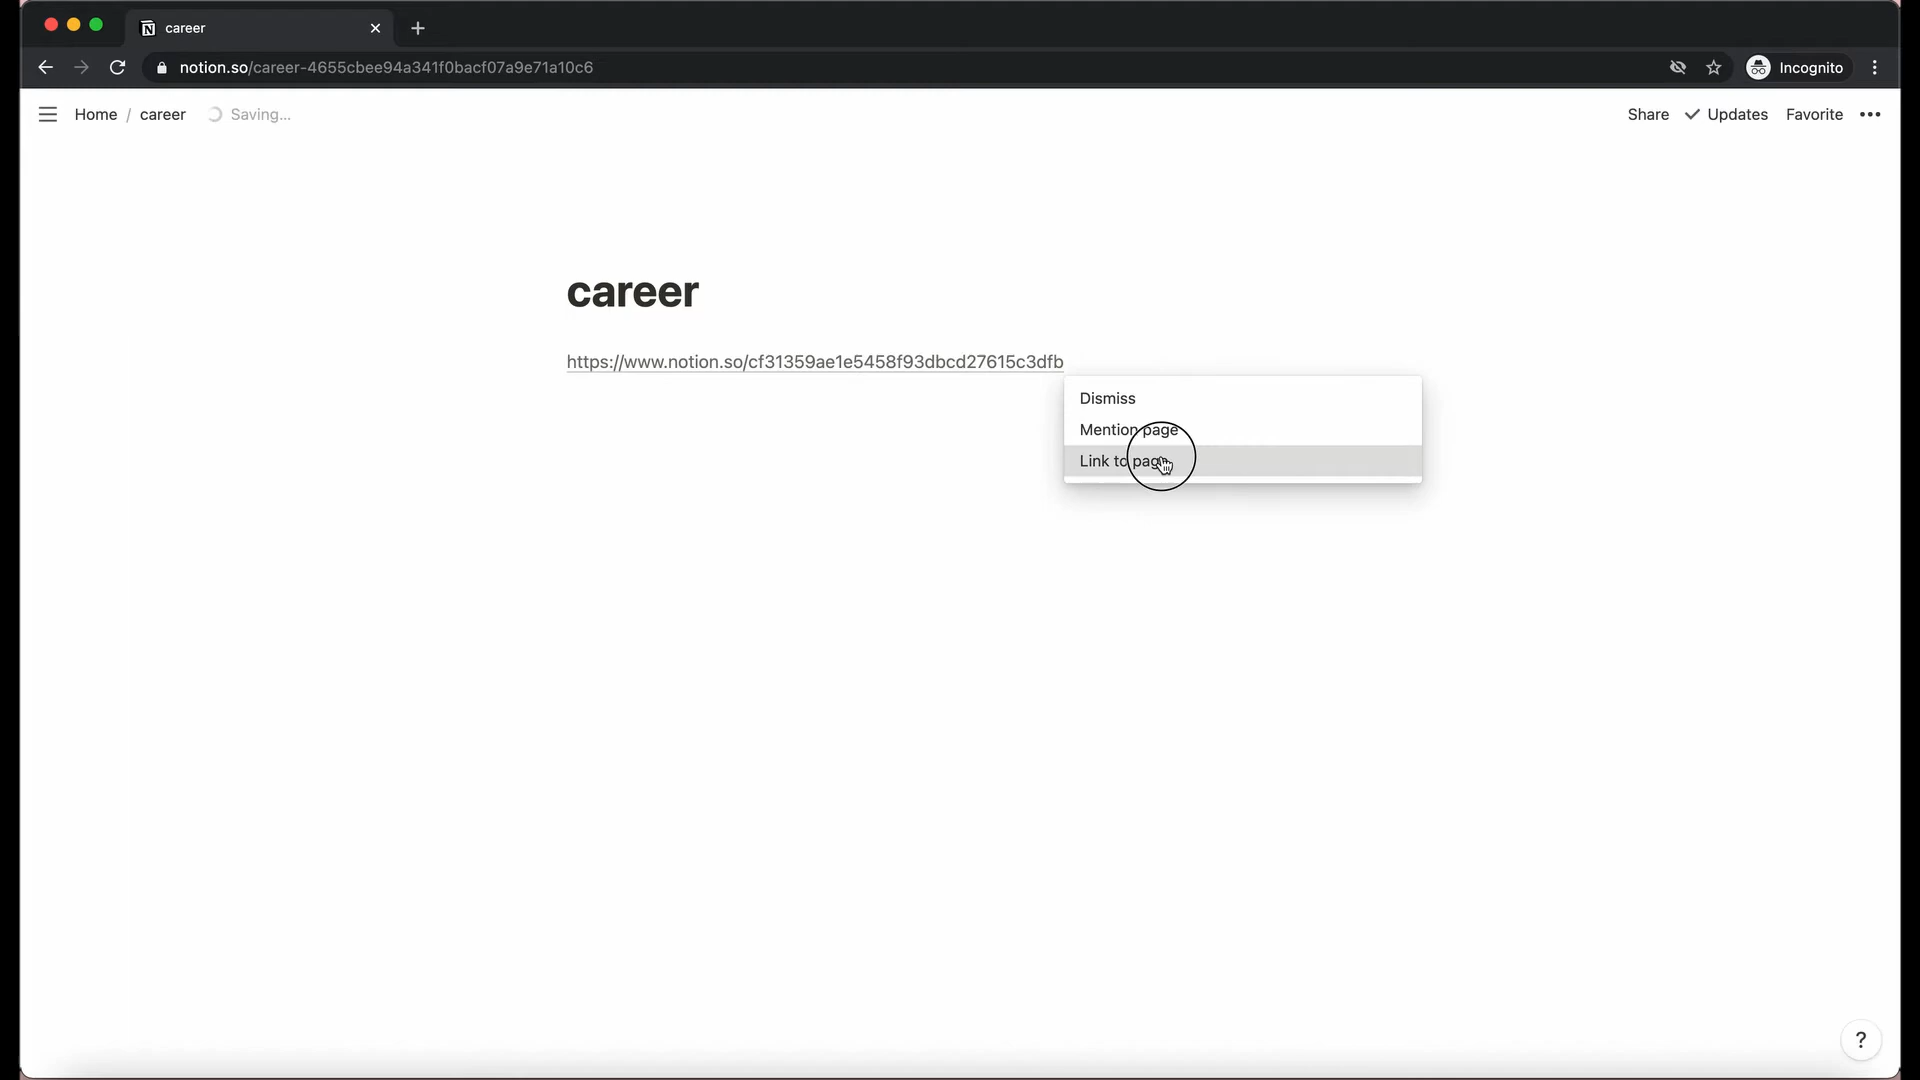 career
notion.so/career-4655cbee94a341f0bacf07a9e71a10c6
Incognito
Home / career Saving...
Share Updates Favorite
career
https://www.notion.so/cf31359ae1e5458f93dbcd27615c3dfb
Dismiss
Mention page
Link to page
?